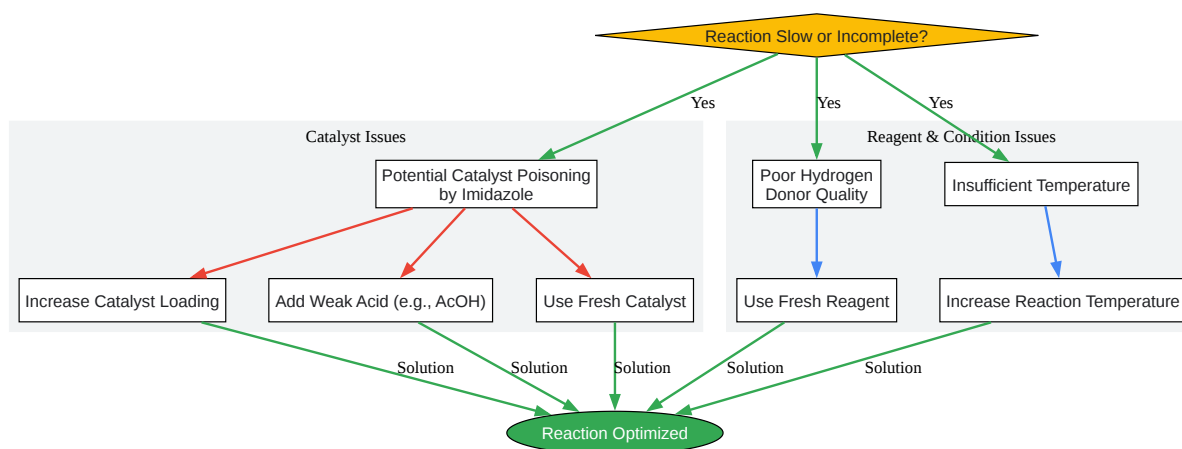 Reaction Slow or Incomplete?
Yes
Yes
Yes
Catalyst Issues
Reagent & Condition Issues
Potential Catalyst Poisoning
by Imidazole
Poor Hydrogen
Donor Quality
Insufficient Temperature
Increase Catalyst Loading
Add Weak Acid (e.g., AcOH)
Use Fresh Catalyst
Use Fresh Reagent
Increase Reaction Temperature
Solution
Solution
Solution
Solution
Solution
Reaction Optimized